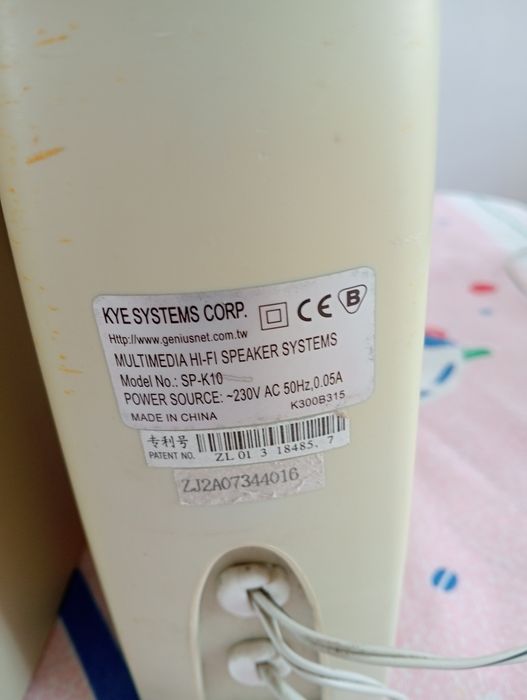 KYE SYSTEMS CORP.
CE B
Http://www.geniusnet.com.tw
MULTIMEDIA HI-FI SPEAKER SYSTEMS
Model No.: SP-K10
POWER SOURCE: ~230V AC 50Hz,0.05A
MADE IN CHINA K300B315
专利号
PATENT NO. ZL 01 3 18485. 7
ZJ2A07344016